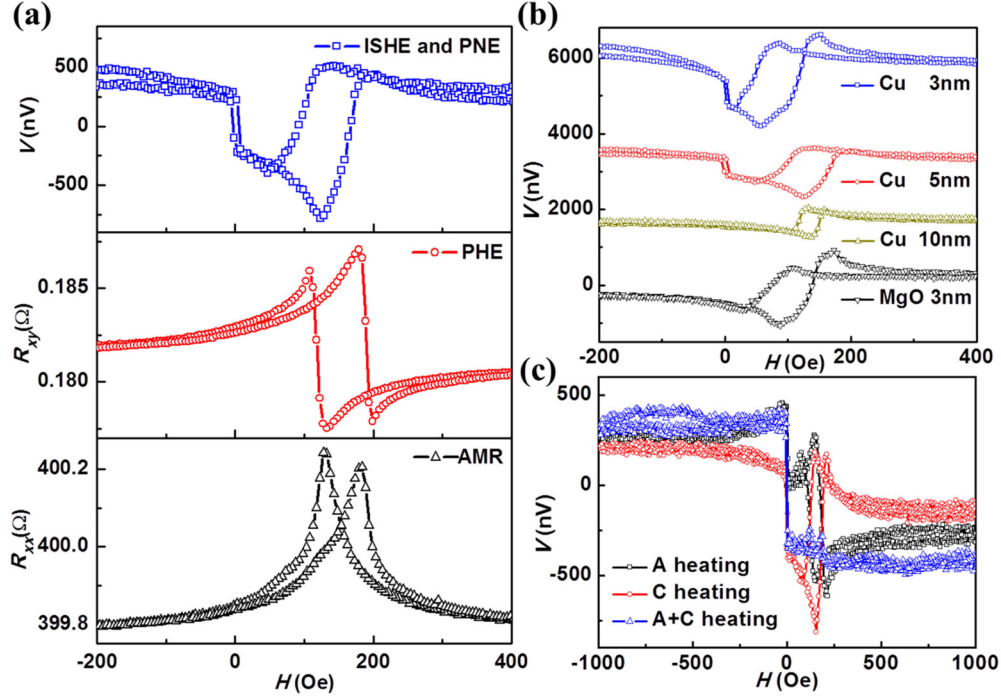 (a)
ISHE and PNE
500
0
-500
V(nV)
PHE
0.185
0.180
Rxy(Ω)
AMR
400.2
400.0
399.8
Rxx(Ω)
-200 0 200 400
H(Oe)
(b)
6000
4000
2000
0
V(nV)
Cu 3nm
Cu 5nm
Cu 10nm
MgO 3nm
-200 0 200 400
H (Oe)
(c)
500
0
-500
V(nV)
A heating
C heating
A+C heating
-1000 -500 0 500 1000
H (Oe)